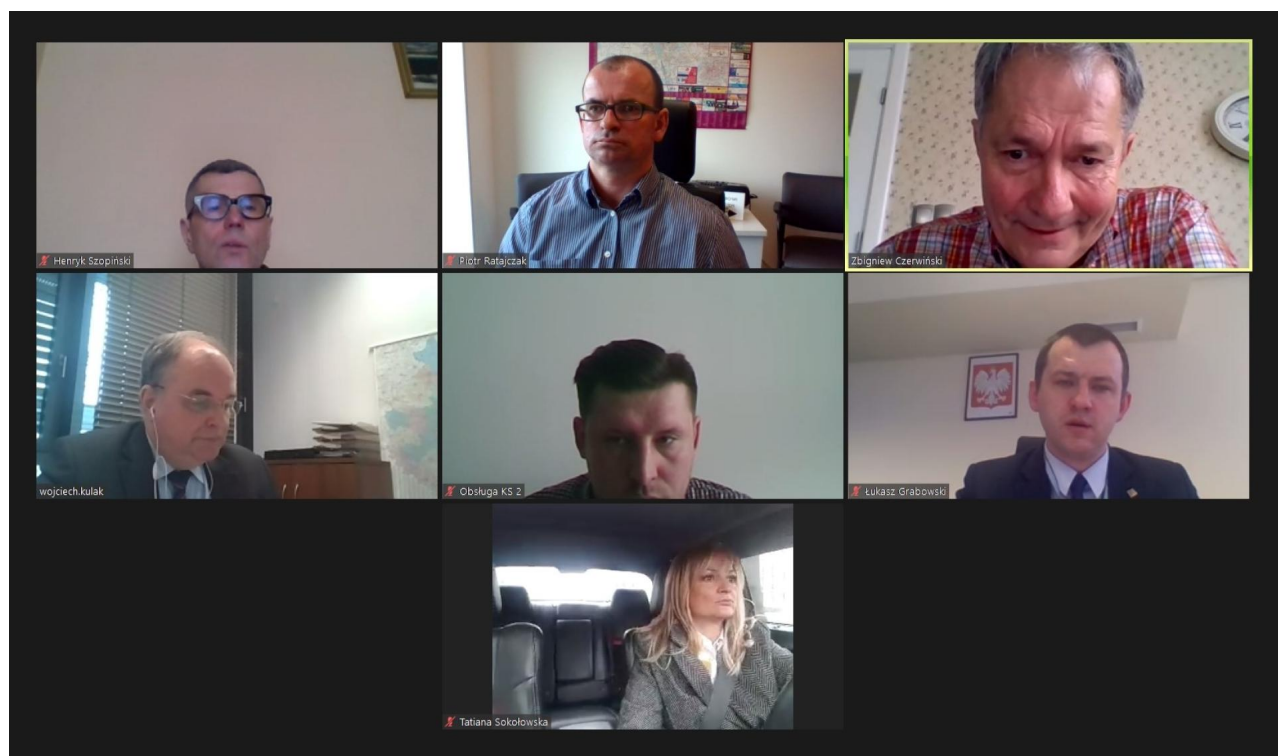 Henryk Szopiński
Piotr Ratajczak
Zbigniew Czerwiński
wojciech.kulak
Obsługa KS 2
Łukasz Grabowski
Tatiana Sokołowska